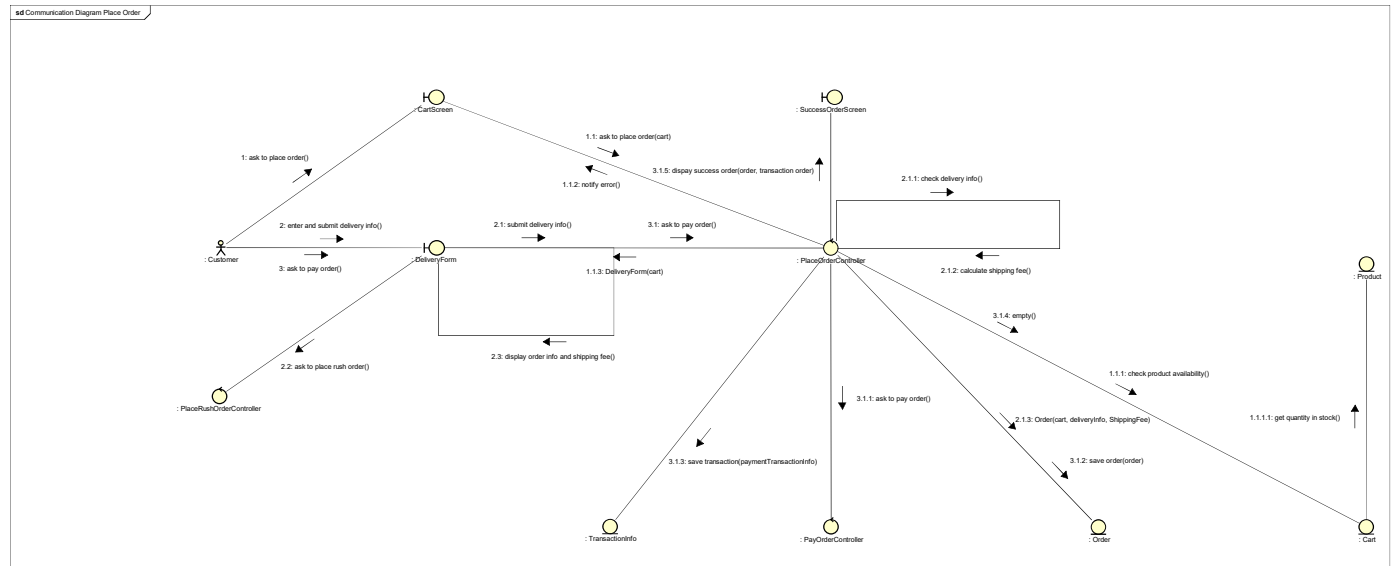 sd Communication Diagram Place Order
: CartScreen
: SuccessOrderScreen
1.1: ask to place order(cart)
1: ask to place order()
3.1.5: dispay success order(order, transaction order)
2.1.1: check delivery info()
1.1.2: notify error()
2: enter and submit delivery info()
2.1: submit delivery info()
3.1: ask to pay order()
: Customer
: DeliveryForm
: PlaceOrderController
3: ask to pay order()
1.1.3: DeliveryForm(cart)
2.1.2: calculate shipping fee()
: Product
3.1.4: empty()
2.3: display order info and shipping fee()
2.2: ask to place rush order()
1.1.1: check product availability()
: PlaceRushOrderController
3.1.1: ask to pay order()
2.1.3: Order(cart, deliveryInfo, ShippingFee)
1.1.1.1: get quantity in stock()
3.1.3: save transaction(paymentTransactionInfo)
3.1.2: save order(order)
: TransactionInfo
: PayOrderController
: Order
: Cart